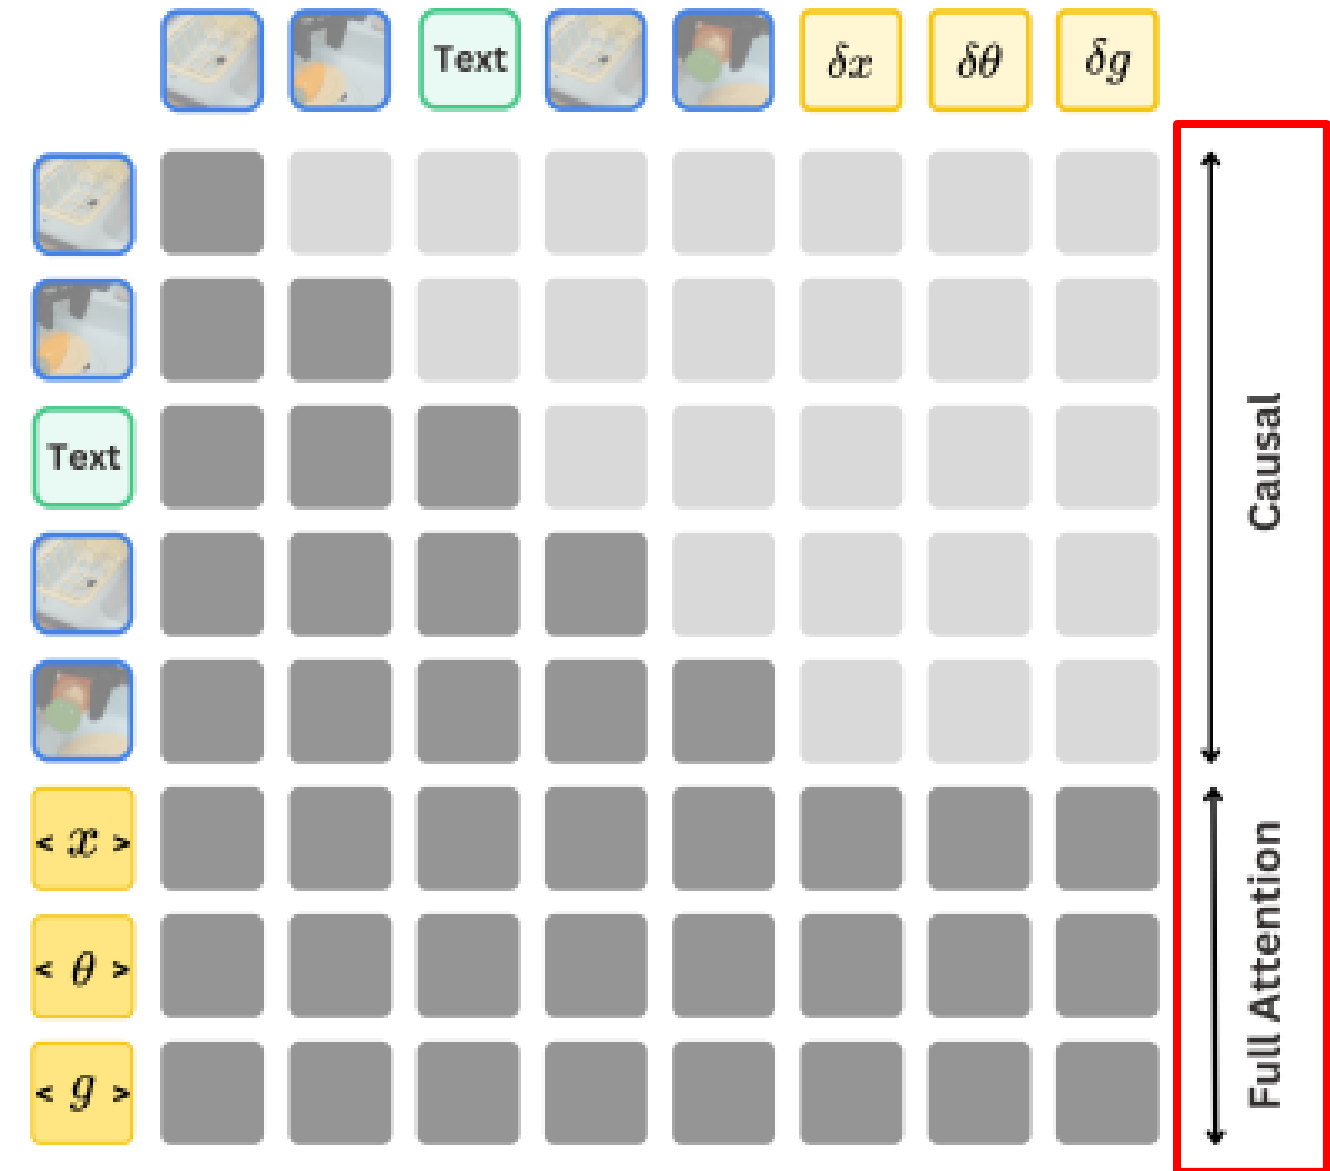 Text
δx
δθ
δg
Text
< x >
< θ >
< g >
Causal
Full Attention